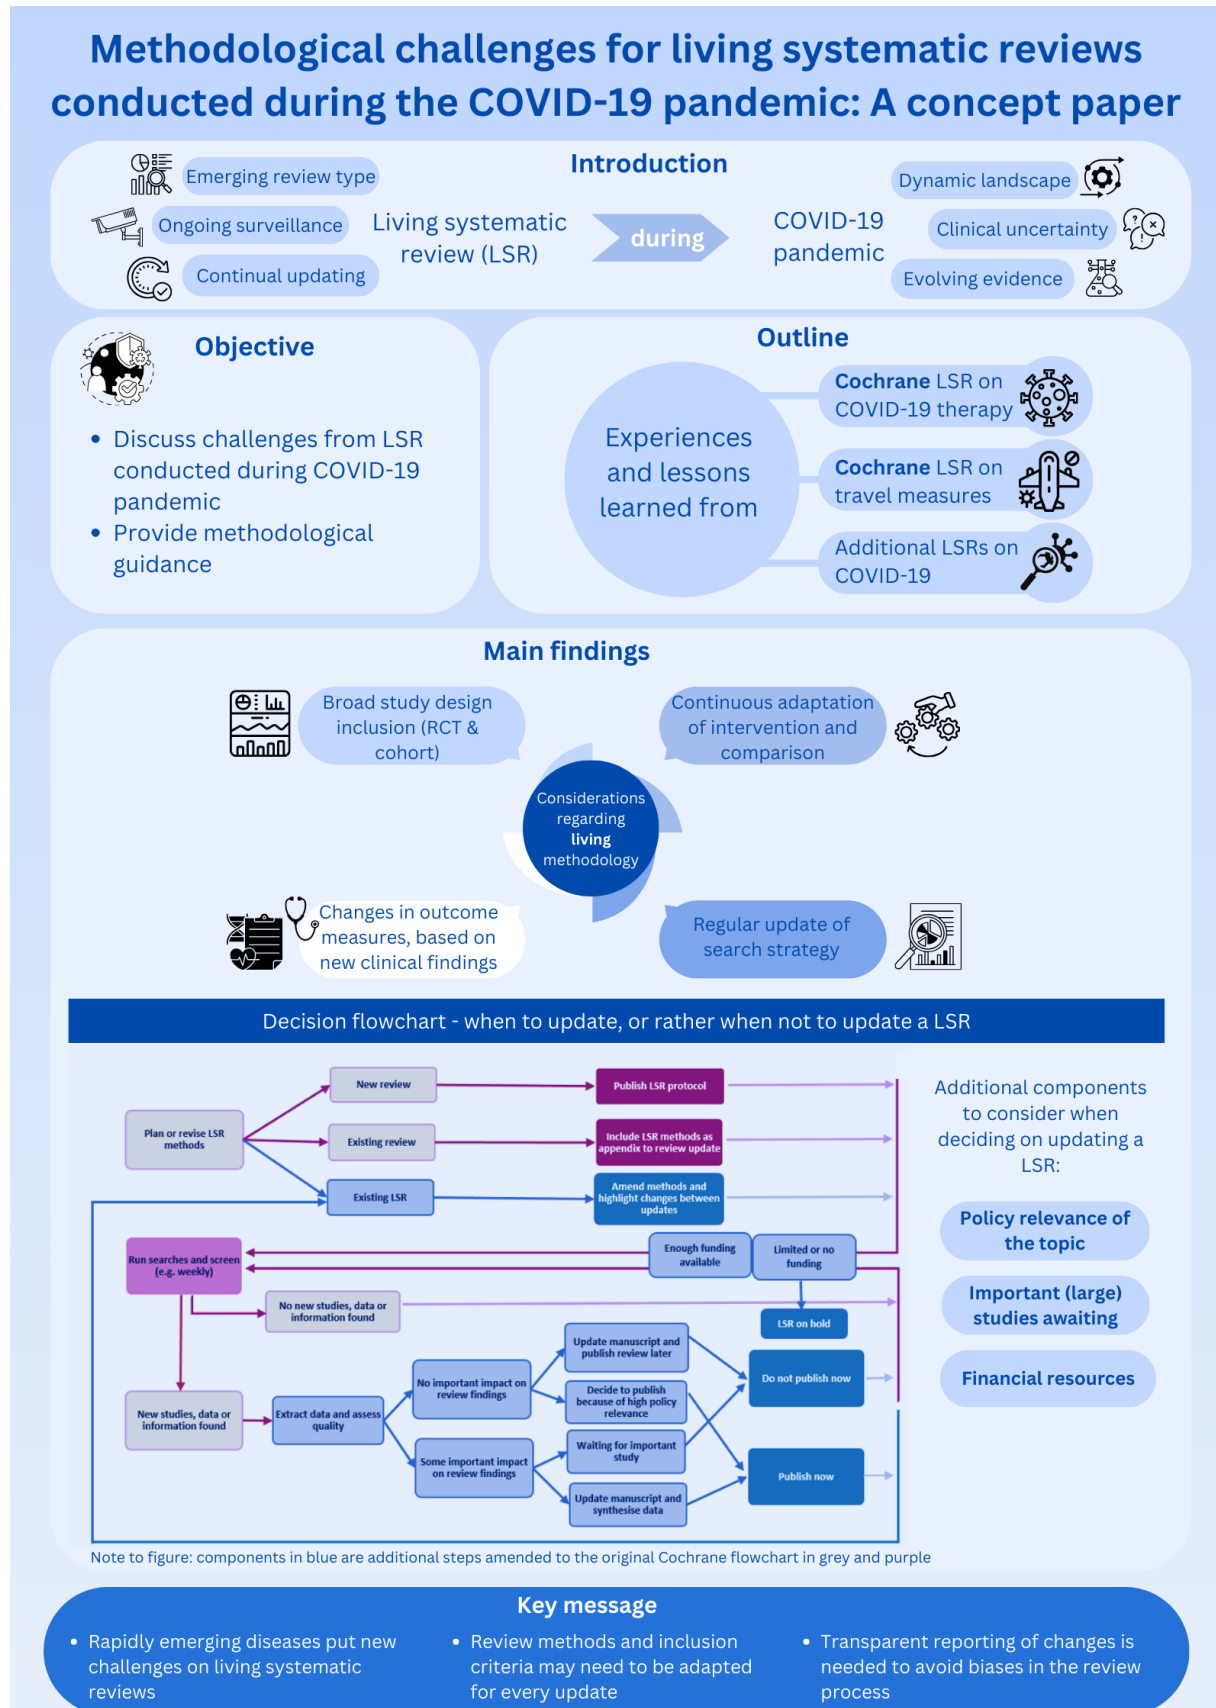 Methodological challenges for living systematic reviews
conducted during the COVID-19 pandemic: A concept paper
Introduction
Emerging review type
Ongoing surveillance
Continual updating
Living systematic
review (LSR)
during
COVID-19
pandemic
Dynamic landscape
Clinical uncertainty
Evolving evidence
Objective
• Discuss challenges from LSR
conducted during COVID-19
pandemic
• Provide methodological
guidance
Outline
Experiences
and lessons
learned from
Cochrane LSR on
COVID-19 therapy
Cochrane LSR on
travel measures
Additional LSRs on
COVID-19
Main findings
Broad study design
inclusion (RCT &
cohort)
Continuous adaptation
of intervention and
comparison
Considerations
regarding
living
methodology
Changes in outcome
measures, based on
new clinical findings
Regular update of
search strategy
Decision flowchart - when to update, or rather when not to update a LSR
Plan or revise LSR
methods
New review
Publish LSR protocol
Existing review
Include LSR methods as
appendix to review update
Existing LSR
Amend methods and
highlight changes between
updates
Run searches and screen
(e.g. weekly)
Enough funding
available
Limited or no
funding
No new studies, data or
information found
LSR on hold
New studies, data or
information found
Extract data and assess
quality
No important impact on
review findings
Some important impact
on review findings
Update manuscript and
publish review later
Decide to publish
because of high policy
relevance
Waiting for important
study
Update manuscript and
synthesise data
Do not publish now
Publish now
Additional components
to consider when
deciding on updating a
LSR:
Policy relevance of
the topic
Important (large)
studies awaiting
Financial resources
Note to figure: components in blue are additional steps amended to the original Cochrane flowchart in grey and purple
Key message
• Rapidly emerging diseases put new
challenges on living systematic
reviews
• Review methods and inclusion
criteria may need to be adapted
for every update
• Transparent reporting of changes is
needed to avoid biases in the review
process